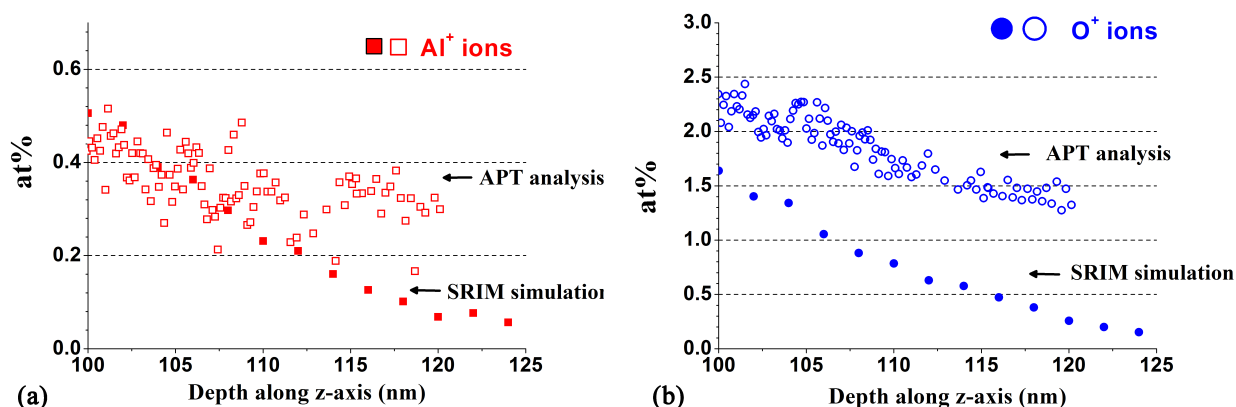 Al+ ions
0.6
0.4
0.2
0.0
at%
APT analysis
SRIM simulation
100 105 110 115 120 125
Depth along z-axis (nm)
(a)
O+ ions
3.0
2.5
2.0
1.5
1.0
0.5
0.0
at%
APT analysis
SRIM simulation
100 105 110 115 120 125
Depth along z-axis (nm)
(b)